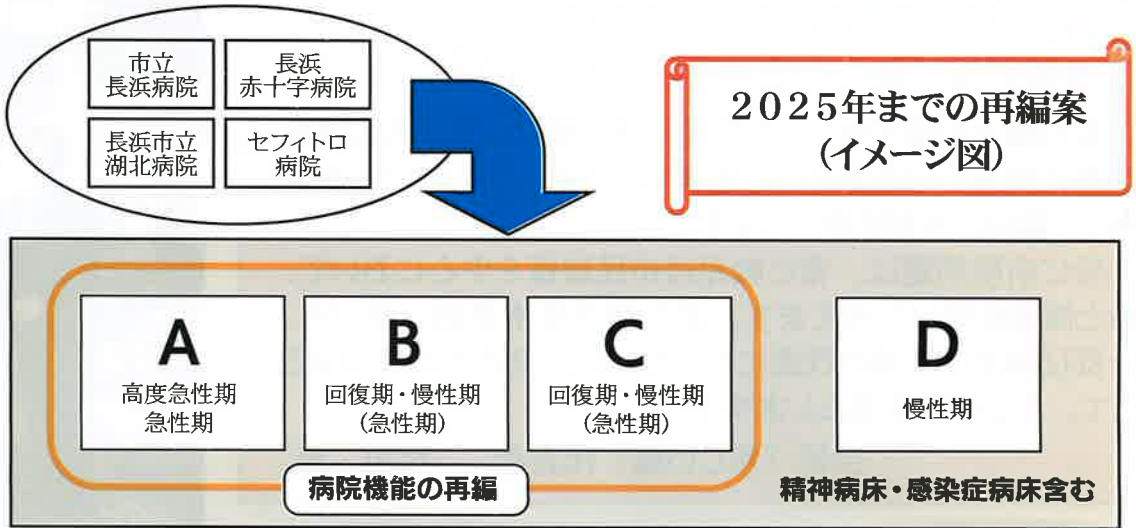 市立
長浜病院
長浜
赤十字病院
長浜市立
湖北病院
セフィトロ
病院
2025年までの再編案
(イメージ図)
A
高度急性期
急性期
B
回復期・慢性期
(急性期)
C
回復期・慢性期
(急性期)
D
慢性期
病院機能の再編
精神病床・感染症病床含む